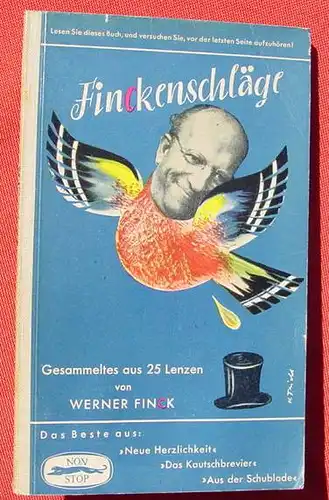 Lesen Sie dieses Buch, und versuchen Sie, vor der letzten Seite aufzuhören!
Finckenschläge
Gesammeltes aus 25 Lenzen
von
WERNER FINCK
Das Beste aus:
»Neue Herzlichkeit«
»Das Kautschbrevier«
»Aus der Schublade«
NON
STOP